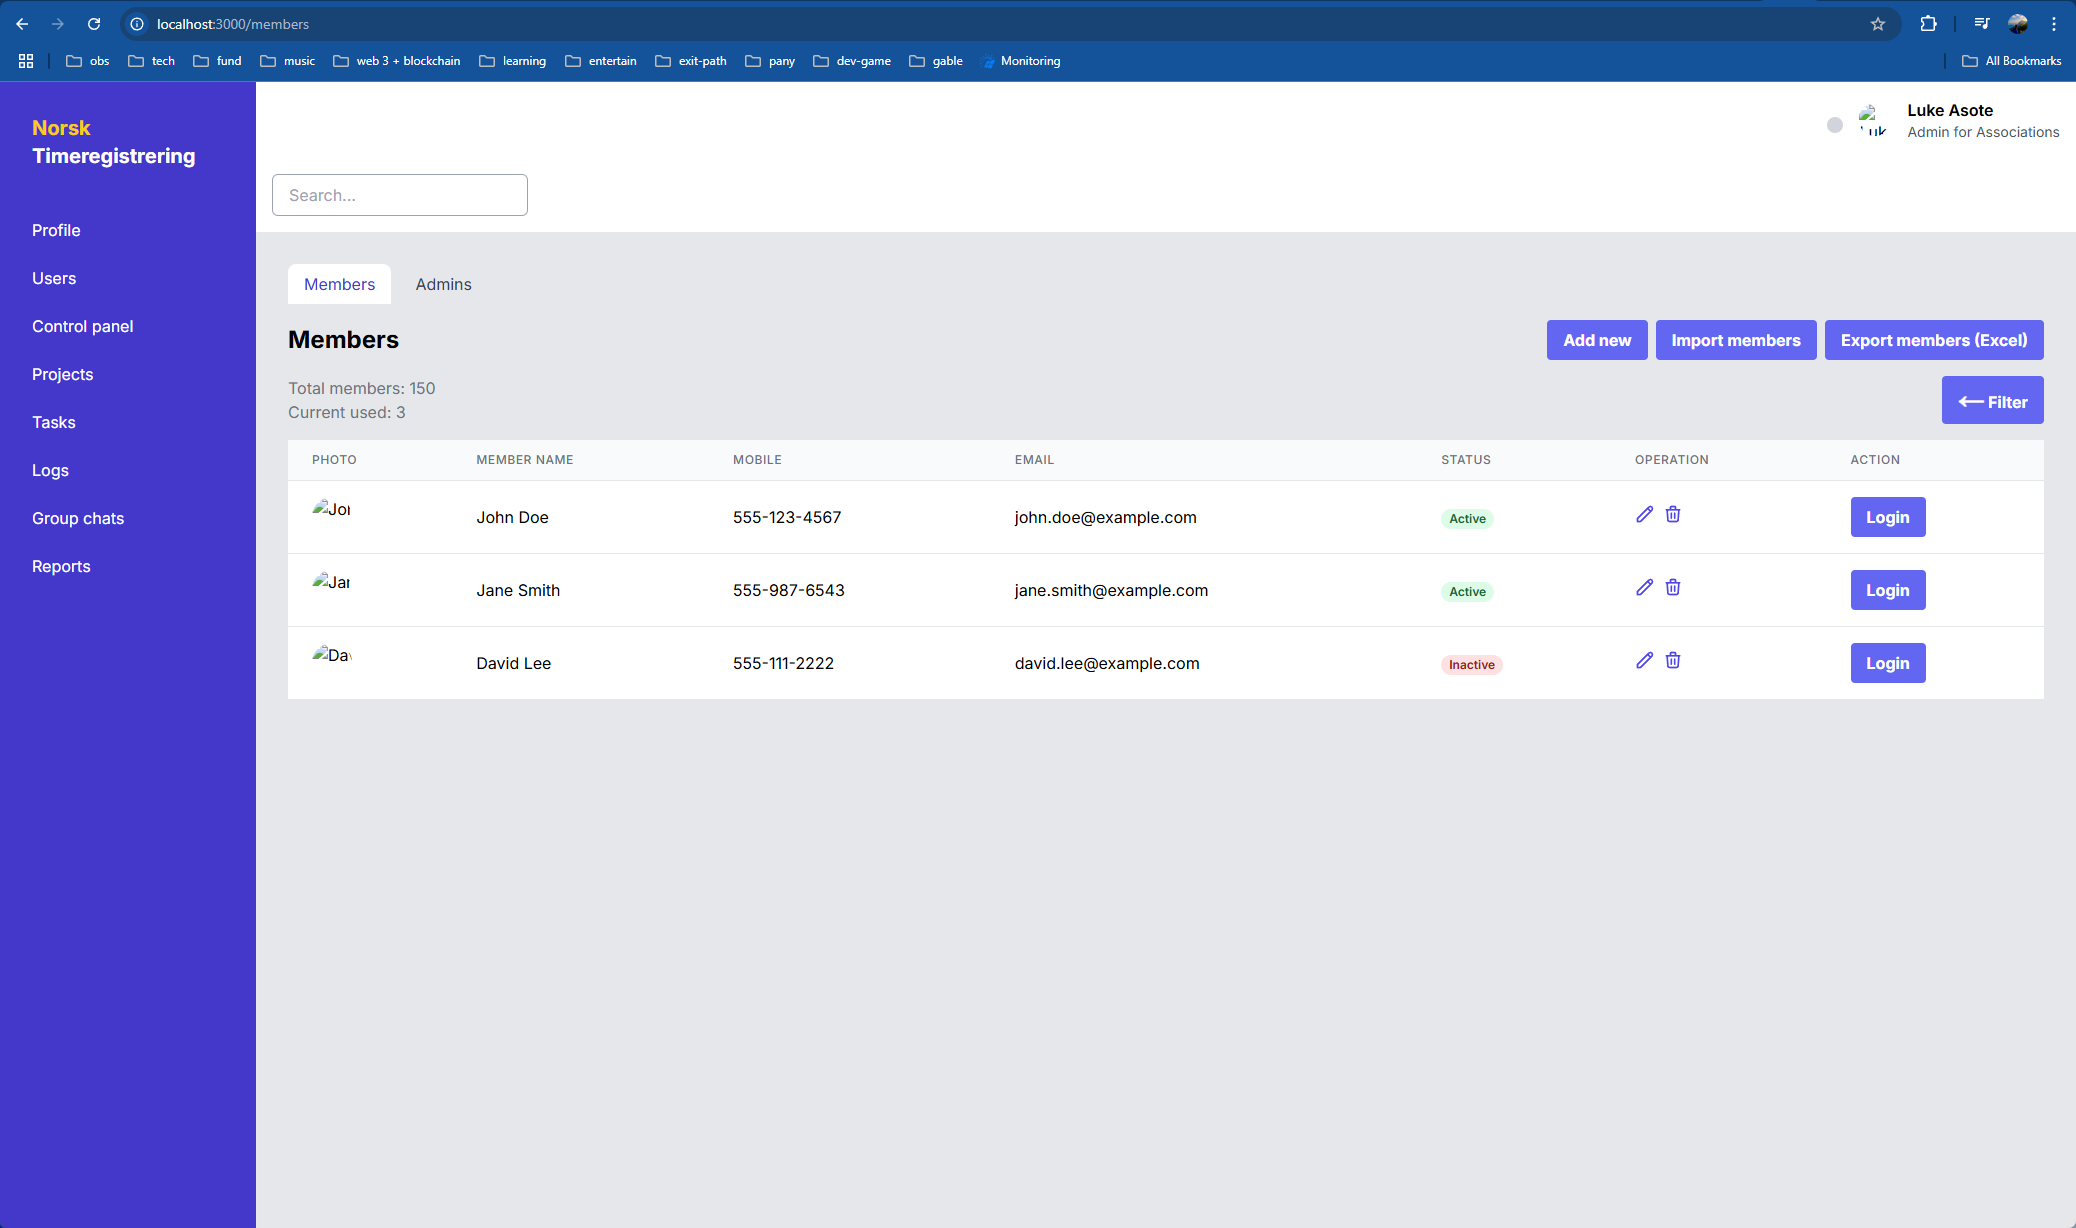 localhost:3000/members
obs tech fund music web 3 + blockchain learning entertain exit-path pany dev-game gable Monitoring All Bookmarks
Norsk
Timeregistrering
Luke Asote
Admin for Associations
Search...
Profile
Users
Control panel
Projects
Tasks
Logs
Group chats
Reports
Members Admins
Members
Add new Import members Export members (Excel)
Total members: 150
Current used: 3
Filter
PHOTO MEMBER NAME MOBILE EMAIL STATUS OPERATION ACTION
Jor John Doe 555-123-4567 john.doe@example.com Active Login
Jar Jane Smith 555-987-6543 jane.smith@example.com Active Login
Da David Lee 555-111-2222 david.lee@example.com Inactive Login